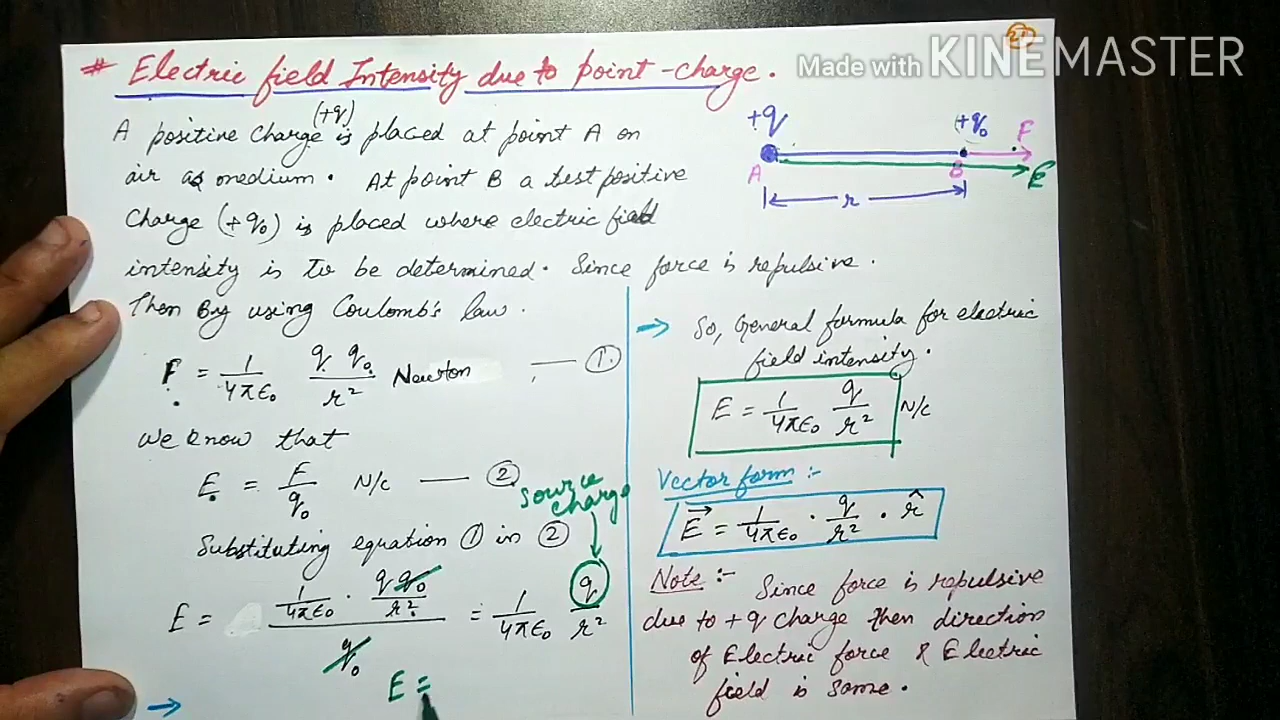 21
Made with KINEMASTER
# Electric field Intensity due to point-charge.
(+q)
A positive charge is placed at point A on
air as medium. At point B a test positive
charge (+q₀) is placed where electric field
intensity is to be determined. Since force is repulsive.
Then By using Coulomb's law.
F = 1/4πε₀ q q₀/r² Newton —— ①
We know that
E = F/q₀ N/C —— ②
Source
charge
Substituting equation ① in ②
E = (1/4πε₀ · q q₀/r²)/q₀ = 1/4πε₀ q/r²
E =
→
+q (+q₀) F
A B E
r
→ So, General formula for electric
field intensity.
E = 1/4πε₀ q/r² N/C
Vector form :-
E⃗ = 1/4πε₀ · q/r² · r̂
Note :- Since force is repulsive
due to +q charge then direction
of Electric force & Electric
field is same.